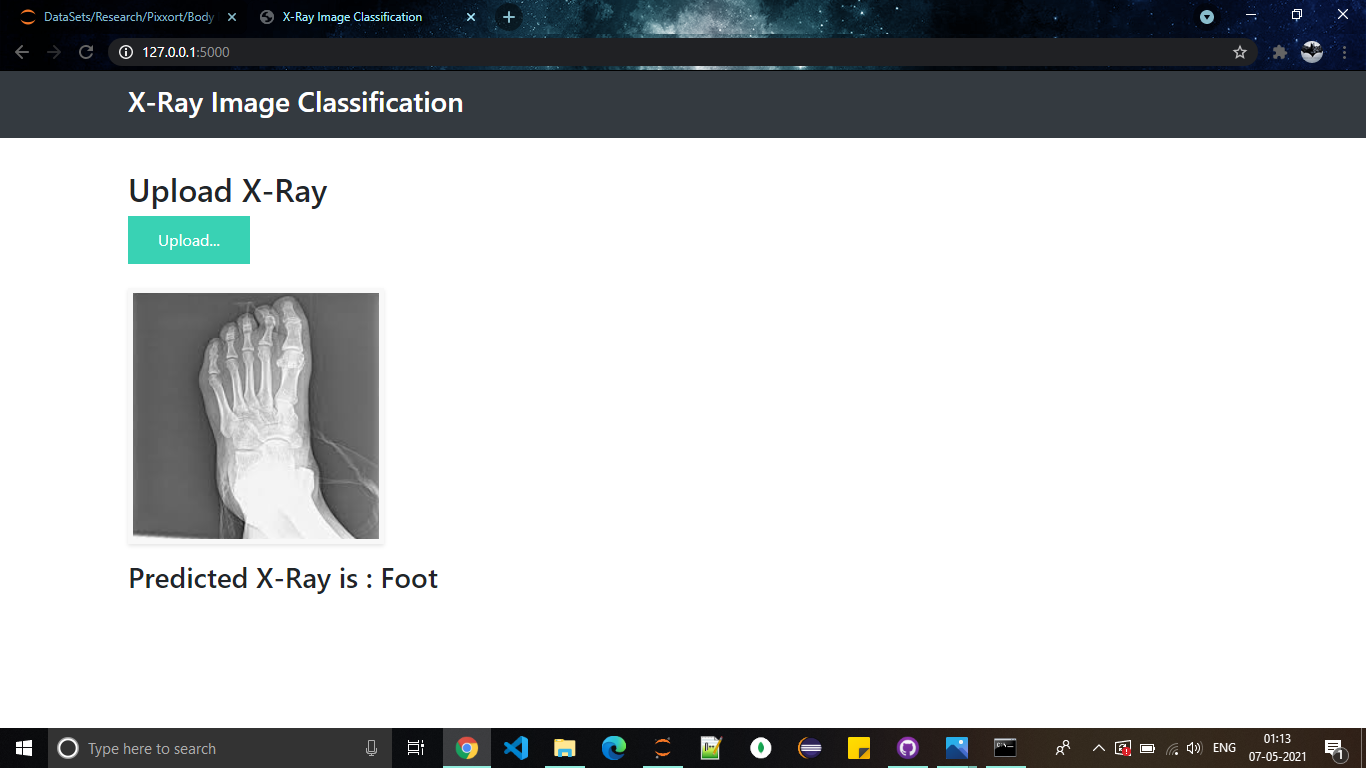 DataSets/Research/Pixxort/Body
X-Ray Image Classification
127.0.0.1:5000
X-Ray Image Classification
Upload X-Ray
Upload...
Predicted X-Ray is : Foot
Type here to search
ENG
01:13
07-05-2021
1